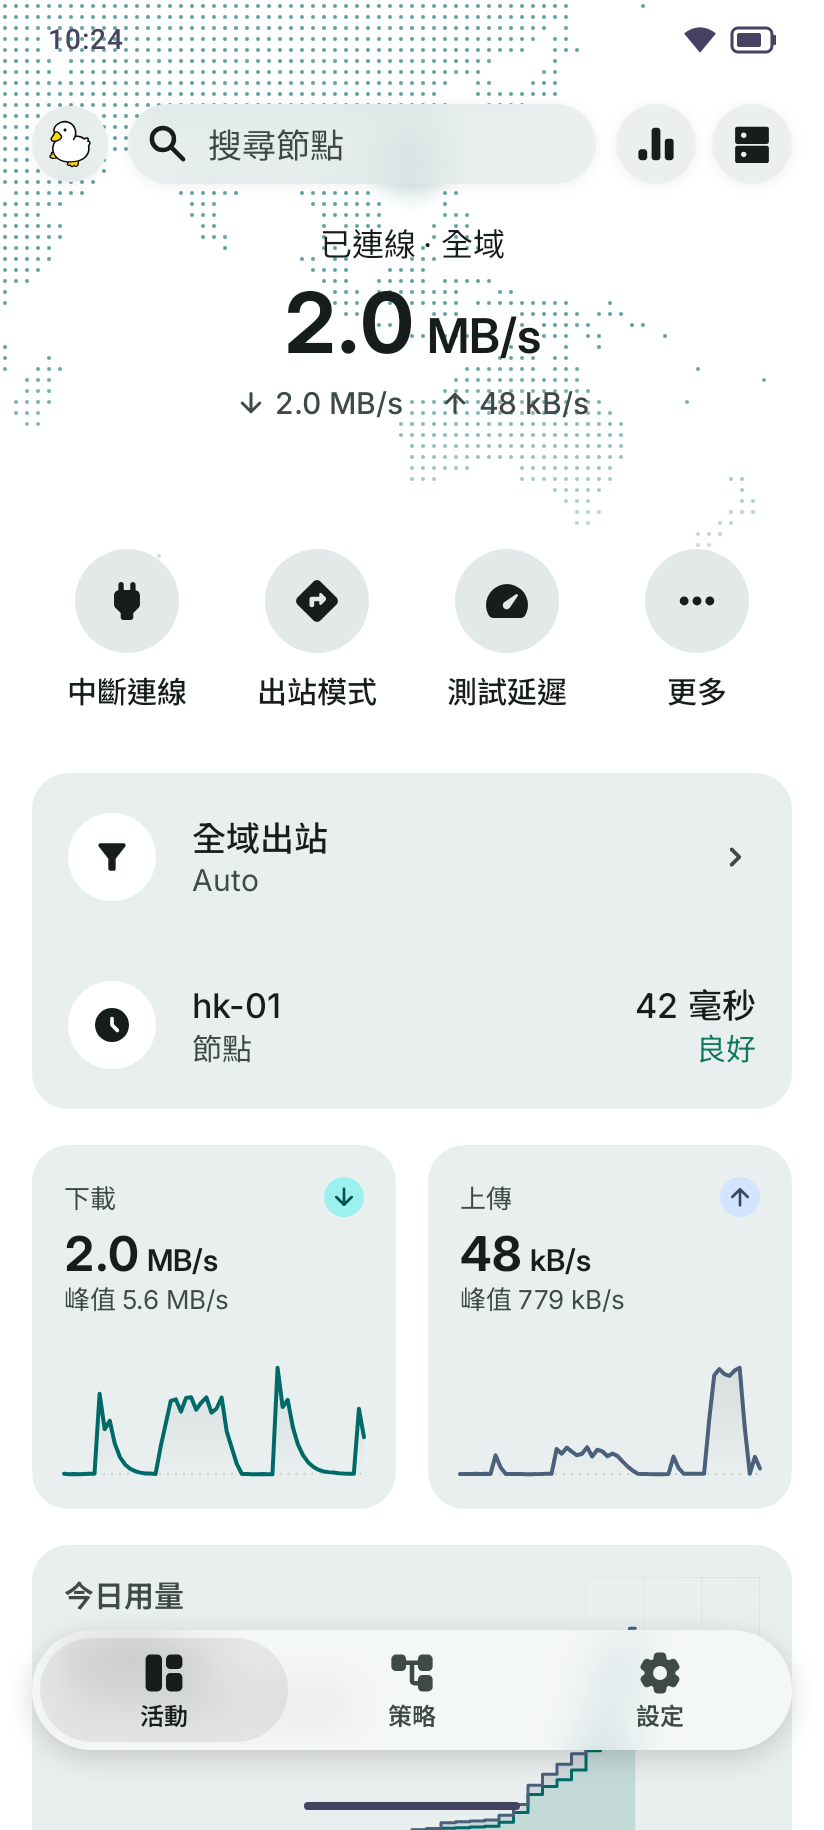 10:24
搜尋節點
已連線 · 全域
2.0 MB/s
↓ 2.0 MB/s ↑ 48 kB/s
中斷連線 出站模式 測試延遲 更多
全域出站
Auto
hk-01 42 毫秒
節點 良好
下載 上傳
2.0 MB/s 48 kB/s
峰值 5.6 MB/s 峰值 779 kB/s
今日用量
活動 策略 設定